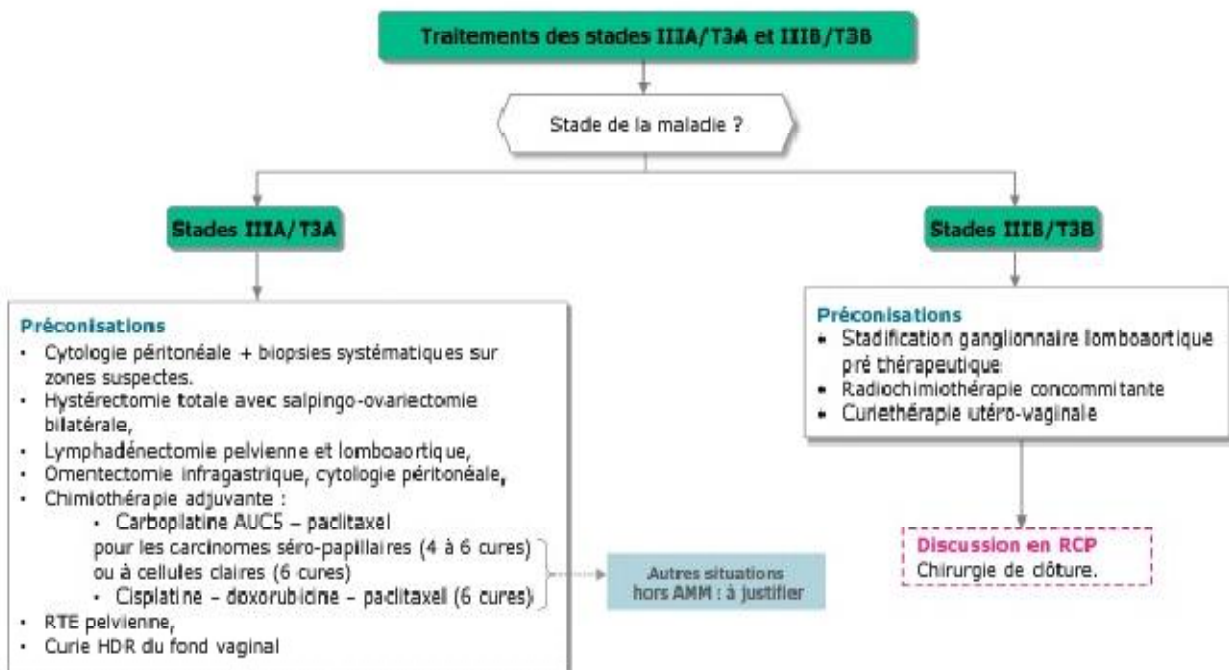 Traitements des stades IIIA/T3A et IIIB/T3B
Stade de la maladie ?
Stades IIIA/T3A
Préconisations
• Cytologie péritonéale + biopsies systématiques sur
zones suspectes.
• Hystérectomie totale avec salpingo-ovariectomie
bilatérale,
• Lymphadénectomie pelvienne et lomboaortique,
• Omentectomie infragastrique, cytologie péritonéale,
• Chimiothérapie adjuvante :
• Carboplatine AUC5 – paclitaxel
pour les carcinomes séro-papillaires (4 à 6 cures)
ou à cellules claires (6 cures)
• Cisplatine – doxorubicine – paclitaxel (6 cures)
• RTE pelvienne,
• Curie HDR du fond vaginal
Autres situations
hors AMM : à justifier
Stades IIIB/T3B
Préconisations
• Stadification ganglionnaire lomboaortique
pré thérapeutique
• Radiochimiothérapie concommitante
• Curiethérapie utéro-vaginale
Discussion en RCP
Chirurgie de clôture.